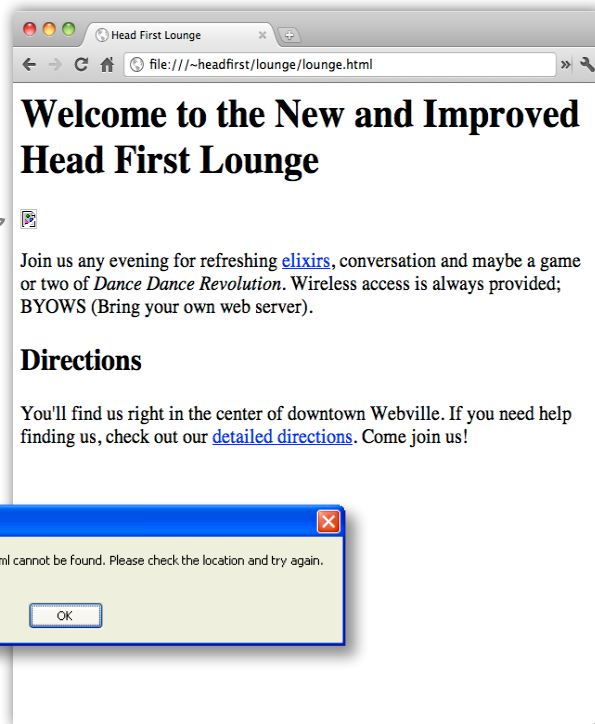 Head First Lounge
file:///~headfirst/lounge/lounge.html
Welcome to the New and Improved
Head First Lounge
Join us any evening for refreshing elixirs, conversation and maybe a game
or two of Dance Dance Revolution. Wireless access is always provided;
BYOWS (Bring your own web server).
Directions
You'll find us right in the center of downtown Webville. If you need help
finding us, check out our detailed directions. Come join us!
ml cannot be found. Please check the location and try again.
OK